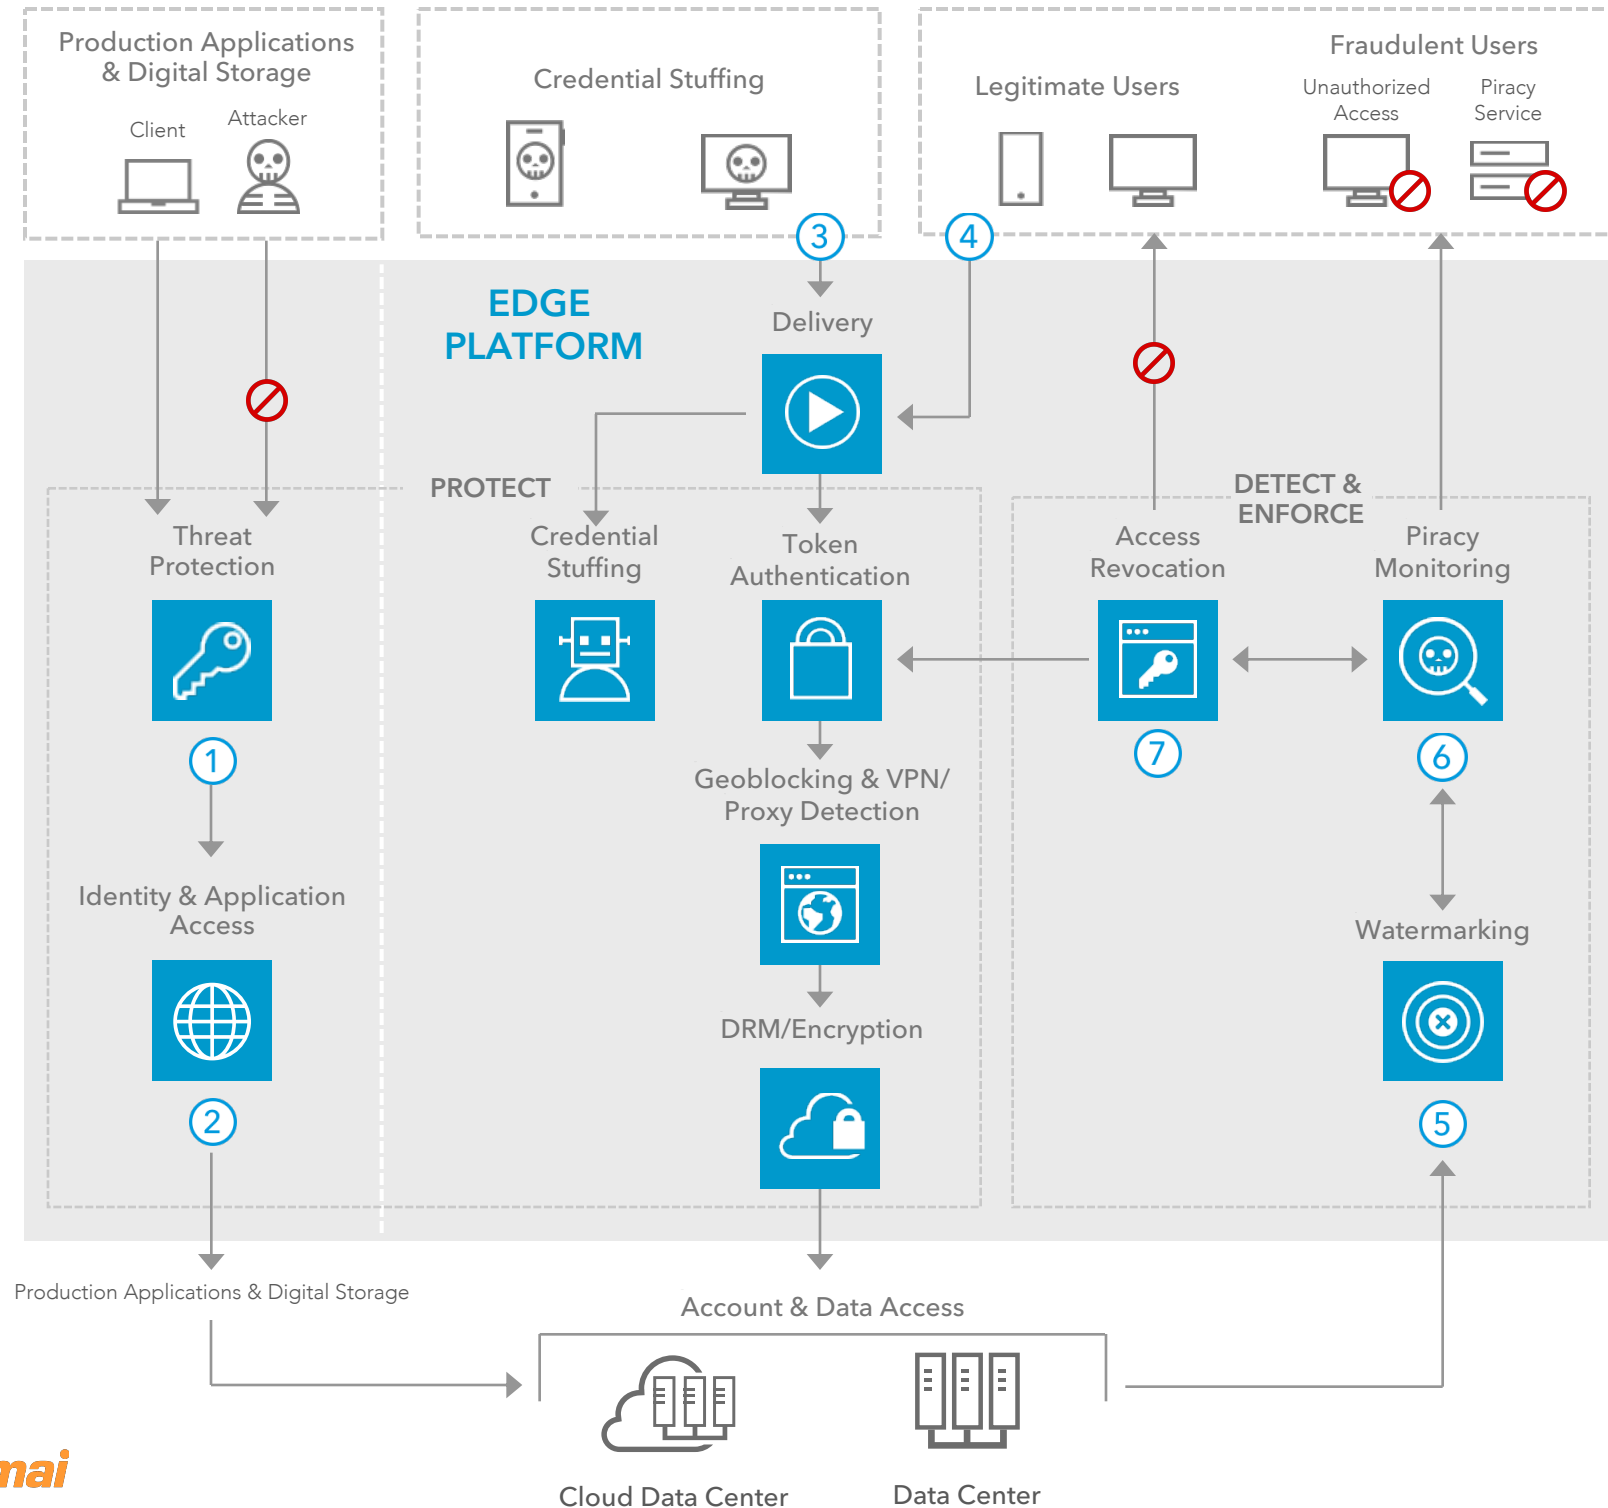 Production Applications
& Digital Storage
Client
Attacker
Credential Stuffing
Legitimate Users
Fraudulent Users
Unauthorized
Access
Piracy
Service
3
4
EDGE
PLATFORM
Delivery
PROTECT
DETECT &
ENFORCE
Threat
Protection
Credential
Stuffing
Token
Authentication
Access
Revocation
Piracy
Monitoring
1
7
6
Geoblocking & VPN/
Proxy Detection
Identity & Application
Access
Watermarking
DRM/Encryption
2
5
Production Applications & Digital Storage
Account & Data Access
mai
Cloud Data Center
Data Center